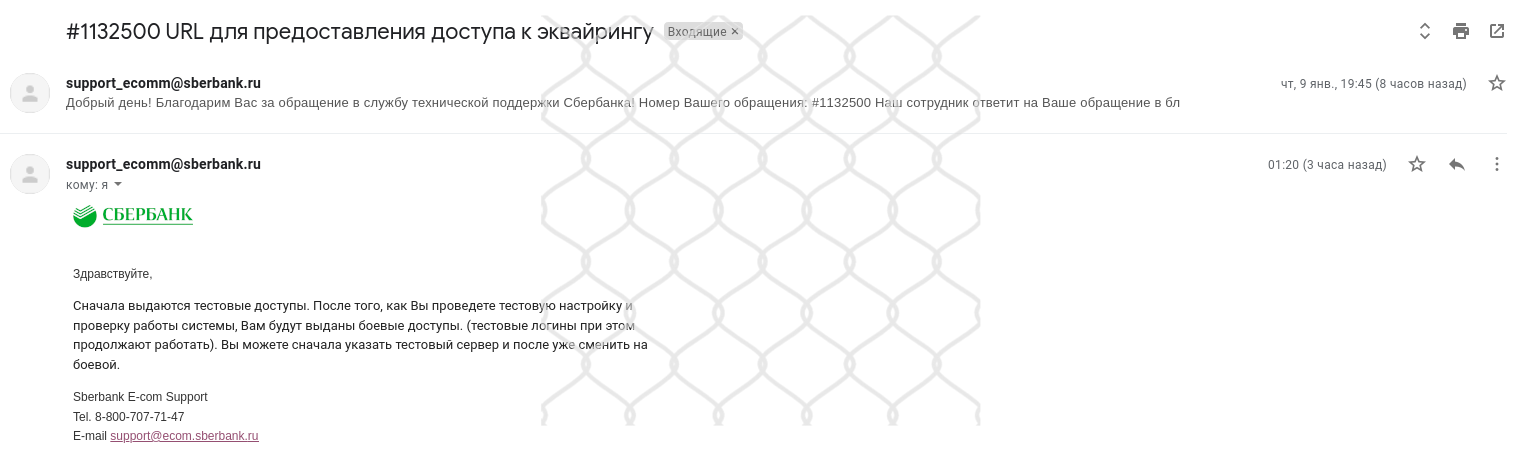 #1132500 URL для предоставления доступа к эквайрингу Входящие ×
support_ecomm@sberbank.ru чт, 9 янв., 19:45 (8 часов назад)
Добрый день! Благодарим Вас за обращение в службу технической поддержки Сбербанка! Номер Вашего обращения: #1132500 Наш сотрудник ответит на Ваше обращение в бл
support_ecomm@sberbank.ru 01:20 (3 часа назад)
кому: я
СБЕРБАНК
Здравствуйте,
Сначала выдаются тестовые доступы. После того, как Вы проведете тестовую настройку и
проверку работы системы, Вам будут выданы боевые доступы. (тестовые логины при этом
продолжают работать). Вы можете сначала указать тестовый сервер и после уже сменить на
боевой.
Sberbank E-com Support
Tel. 8-800-707-71-47
E-mail support@ecom.sberbank.ru